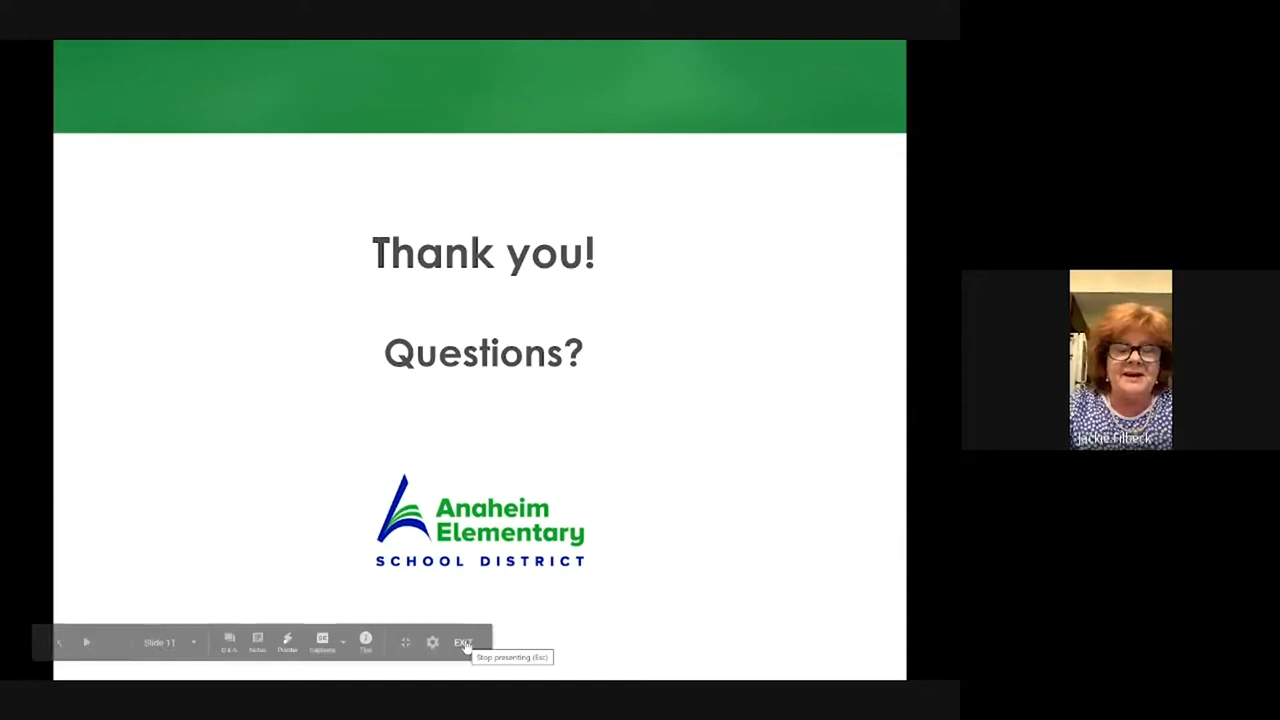 Thank you!
Questions?
Anaheim
Elementary
SCHOOL DISTRICT
Slide 11
Q & A
Notes
Pointer
Captions
Tips
EXIT
Stop presenting (Esc)
Jackie Filbeck